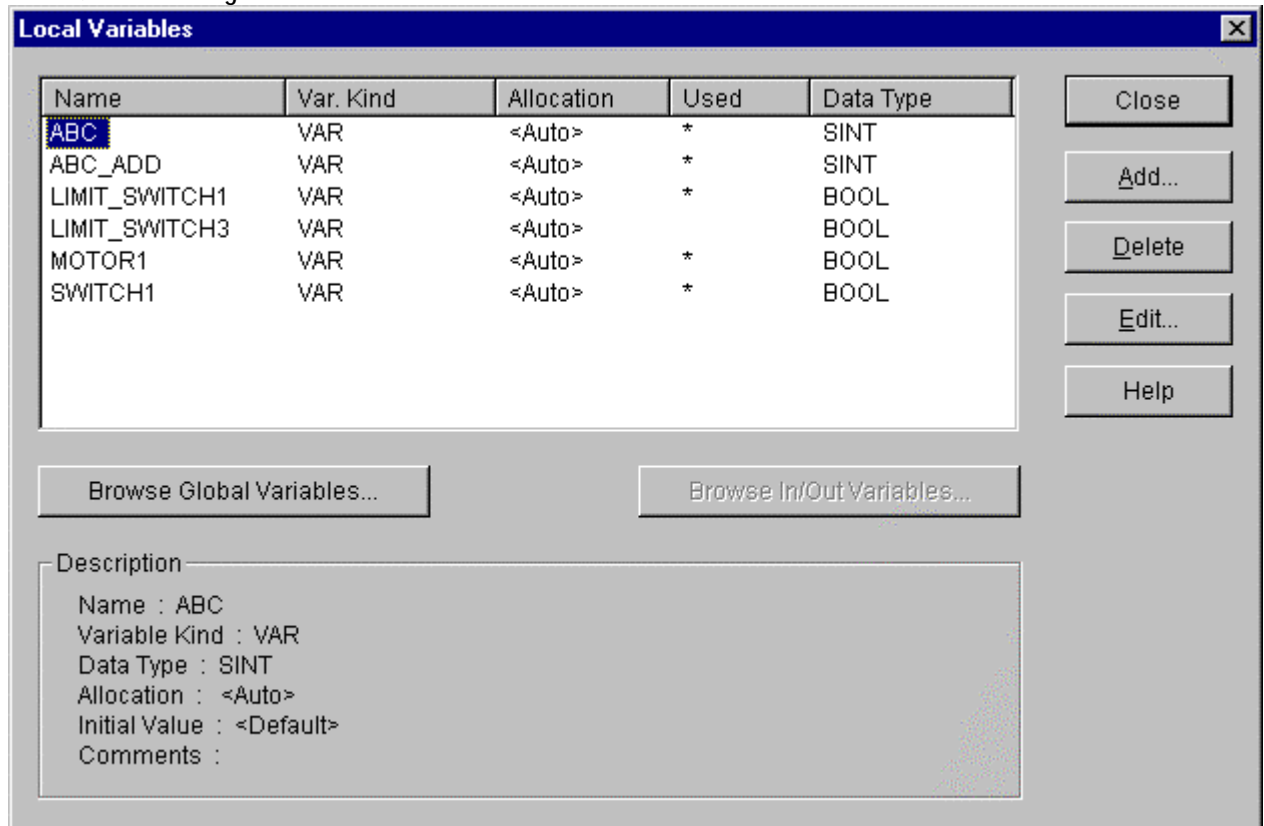 Local Variables
Name Var. Kind Allocation Used Data Type
ABC VAR <Auto> * SINT
ABC_ADD VAR <Auto> * SINT
LIMIT_SWITCH1 VAR <Auto> * BOOL
LIMIT_SWITCH3 VAR <Auto> BOOL
MOTOR1 VAR <Auto> * BOOL
SWITCH1 VAR <Auto> * BOOL
Close
Add...
Delete
Edit...
Help
Browse Global Variables...
Browse In/Out Variables...
Description
Name : ABC
Variable Kind : VAR
Data Type : SINT
Allocation : <Auto>
Initial Value : <Default>
Comments :